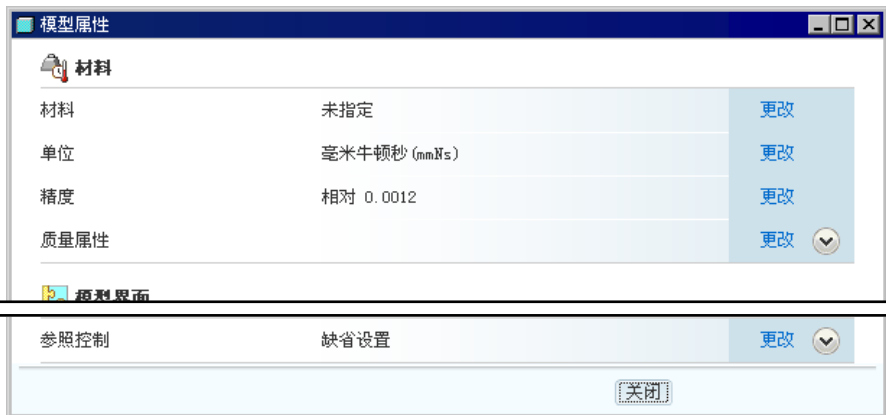 模型属性
材料
材料 未指定 更改
单位 毫米牛顿秒(mmNs) 更改
精度 相对 0.0012 更改
质量属性 更改
模型界面
参照控制 缺省设置 更改
关闭